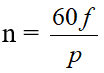 n = 60f / p